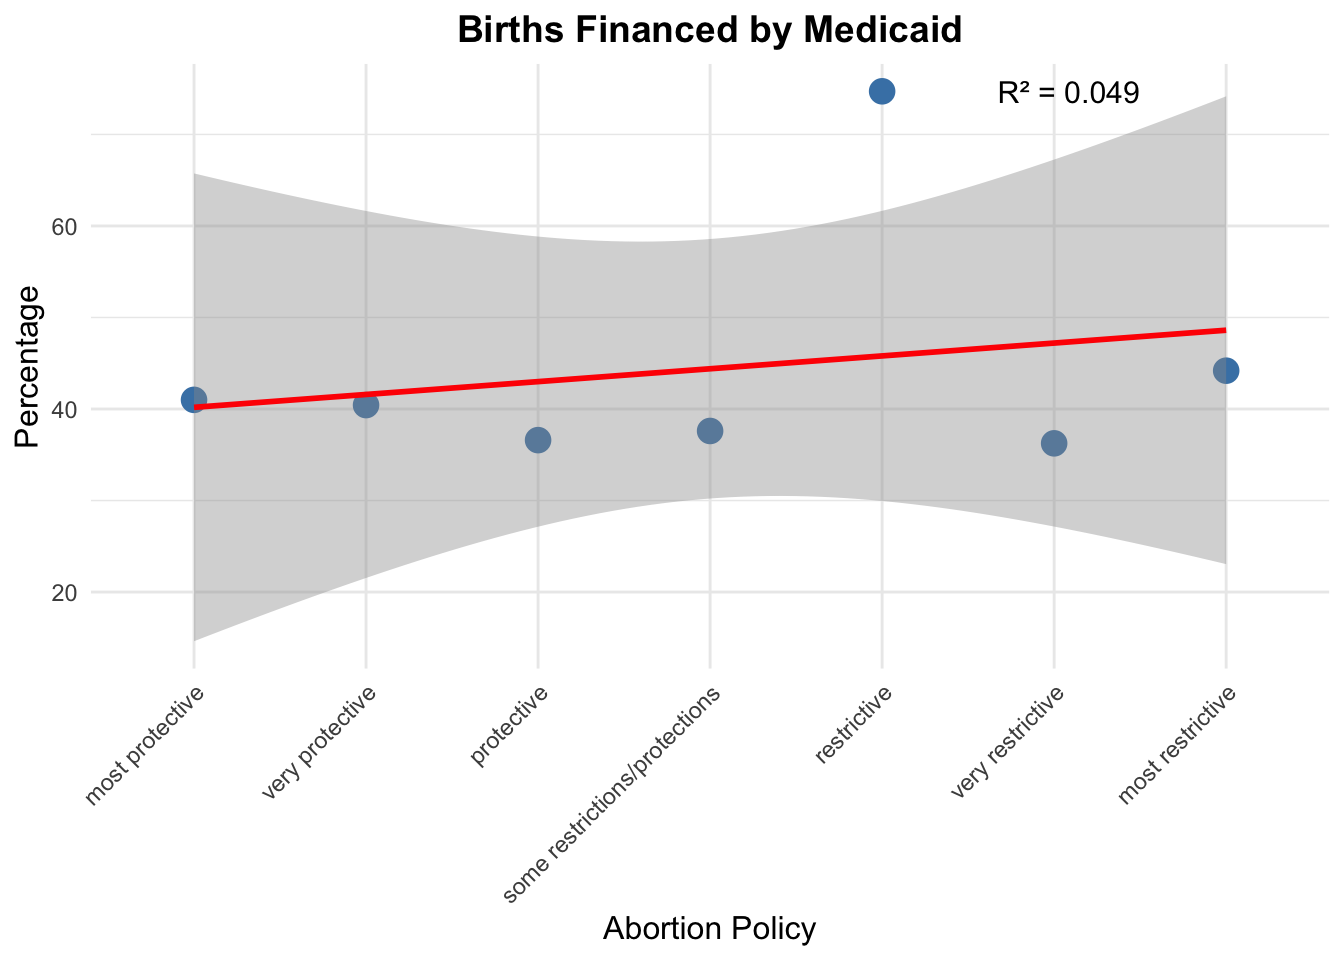 Births Financed by Medicaid
R² = 0.049
Percentage
60
40
20
most protective
very protective
protective
some restrictions/protections
restrictive
very restrictive
most restrictive
Abortion Policy